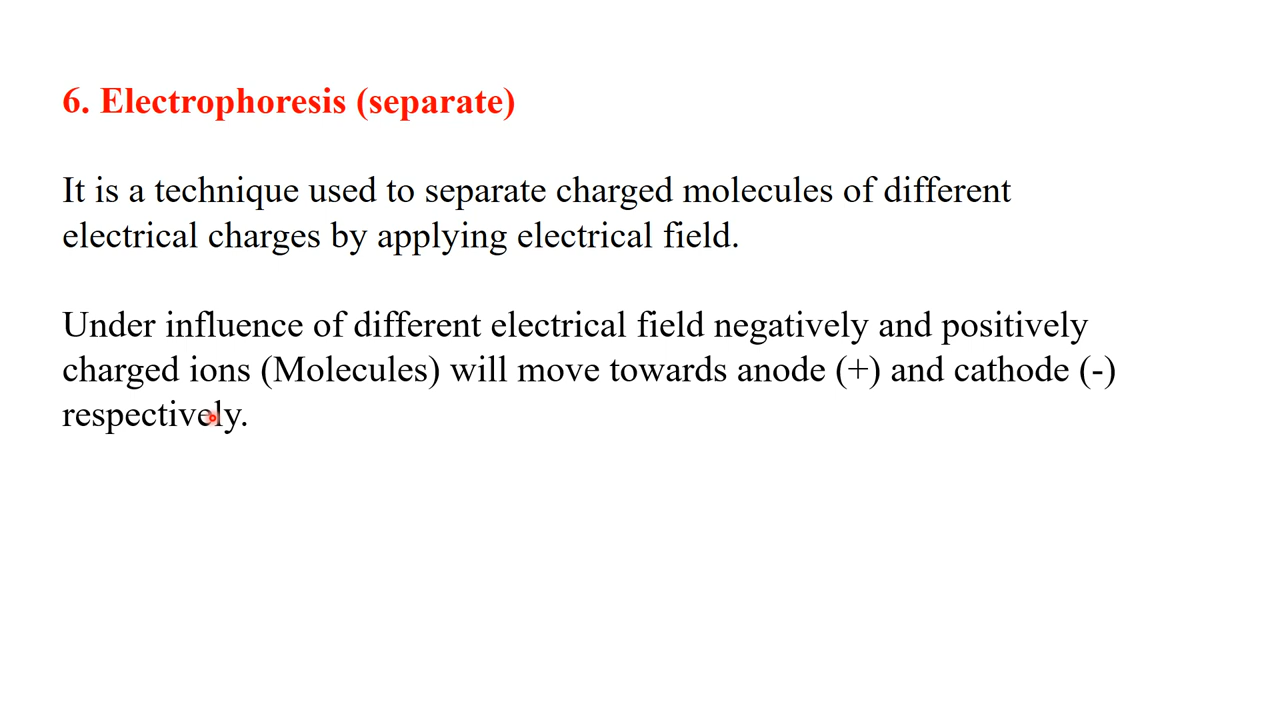 6. Electrophoresis (separate)
It is a technique used to separate charged molecules of different
electrical charges by applying electrical field.
Under influence of different electrical field negatively and positively
charged ions (Molecules) will move towards anode (+) and cathode (-)
respectively.